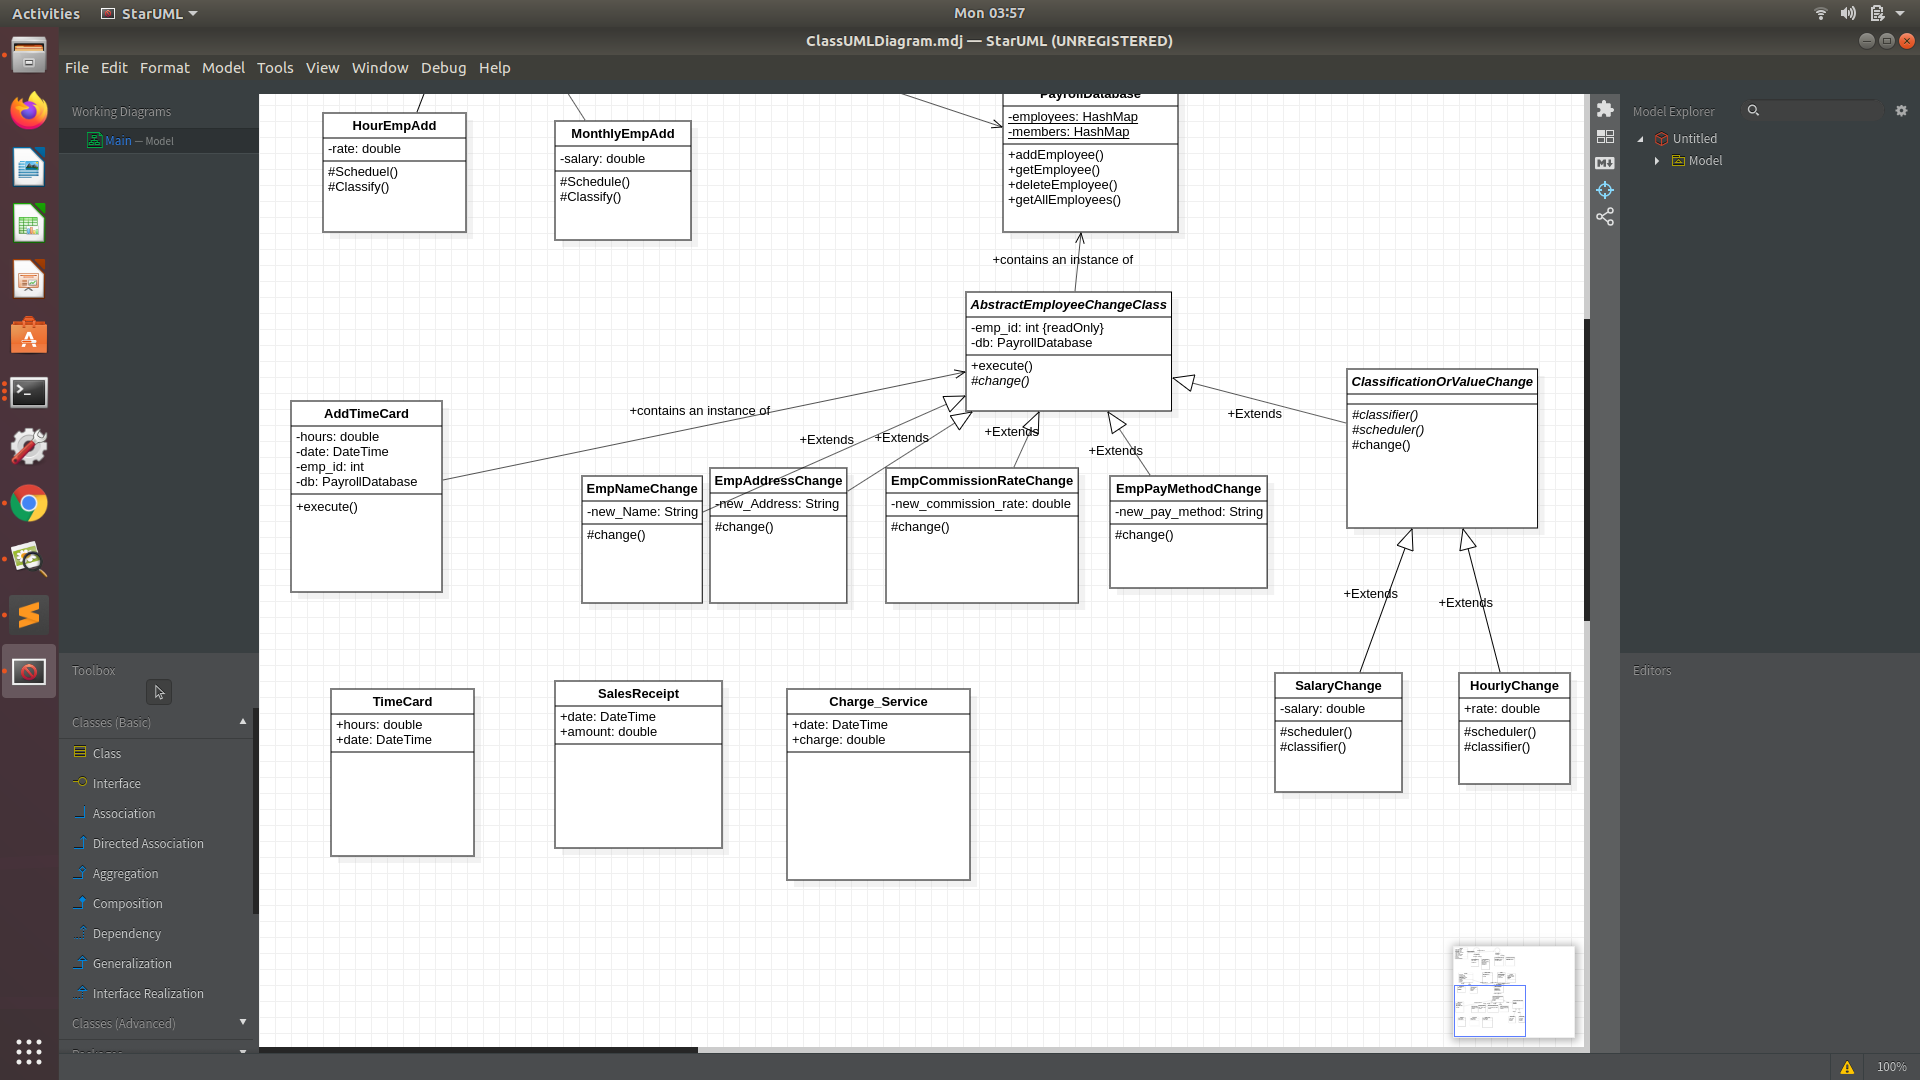 Activities
StarUML
Mon 03:57
ClassUMLDiagram.mdj — StarUML (UNREGISTERED)
File Edit Format Model Tools View Window Debug Help
Working Diagrams
Main — Model
Toolbox
Classes (Basic)
Class
Interface
Association
Directed Association
Aggregation
Composition
Dependency
Generalization
Interface Realization
Classes (Advanced)
HourEmpAdd
-rate: double
#Scheduel()
#Classify()
MonthlyEmpAdd
-salary: double
#Schedule()
#Classify()
PayrollDatabase
-employees: HashMap
-members: HashMap
+addEmployee()
+getEmployee()
+deleteEmployee()
+getAllEmployees()
+contains an instance of
AbstractEmployeeChangeClass
-emp_id: int {readOnly}
-db: PayrollDatabase
+execute()
#change()
ClassificationOrValueChange
#classifier()
#scheduler()
#change()
+Extends
AddTimeCard
-hours: double
-date: DateTime
-emp_id: int
-db: PayrollDatabase
+execute()
+contains an instance of
+Extends
+Extends
+Extends
+Extends
EmpNameChange
-new_Name: String
#change()
EmpAddressChange
-new_Address: String
#change()
EmpCommissionRateChange
-new_commission_rate: double
#change()
EmpPayMethodChange
-new_pay_method: String
#change()
+Extends
+Extends
TimeCard
+hours: double
+date: DateTime
SalesReceipt
+date: DateTime
+amount: double
Charge_Service
+date: DateTime
+charge: double
SalaryChange
-salary: double
#scheduler()
#classifier()
HourlyChange
+rate: double
#scheduler()
#classifier()
M
Model Explorer
Untitled
Model
Editors
100%